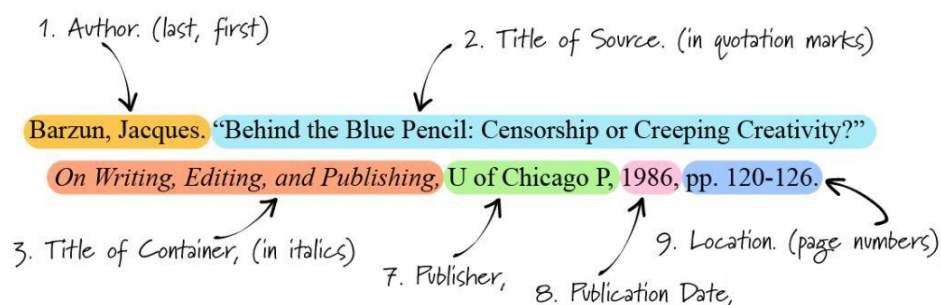 1. Author. (last, first)
2. Title of Source. (in quotation marks)
Barzun, Jacques. “Behind the Blue Pencil: Censorship or Creeping Creativity?”
On Writing, Editing, and Publishing, U of Chicago P, 1986, pp. 120-126.
3. Title of Container, (in italics)
7. Publisher,
8. Publication Date,
9. Location. (page numbers)